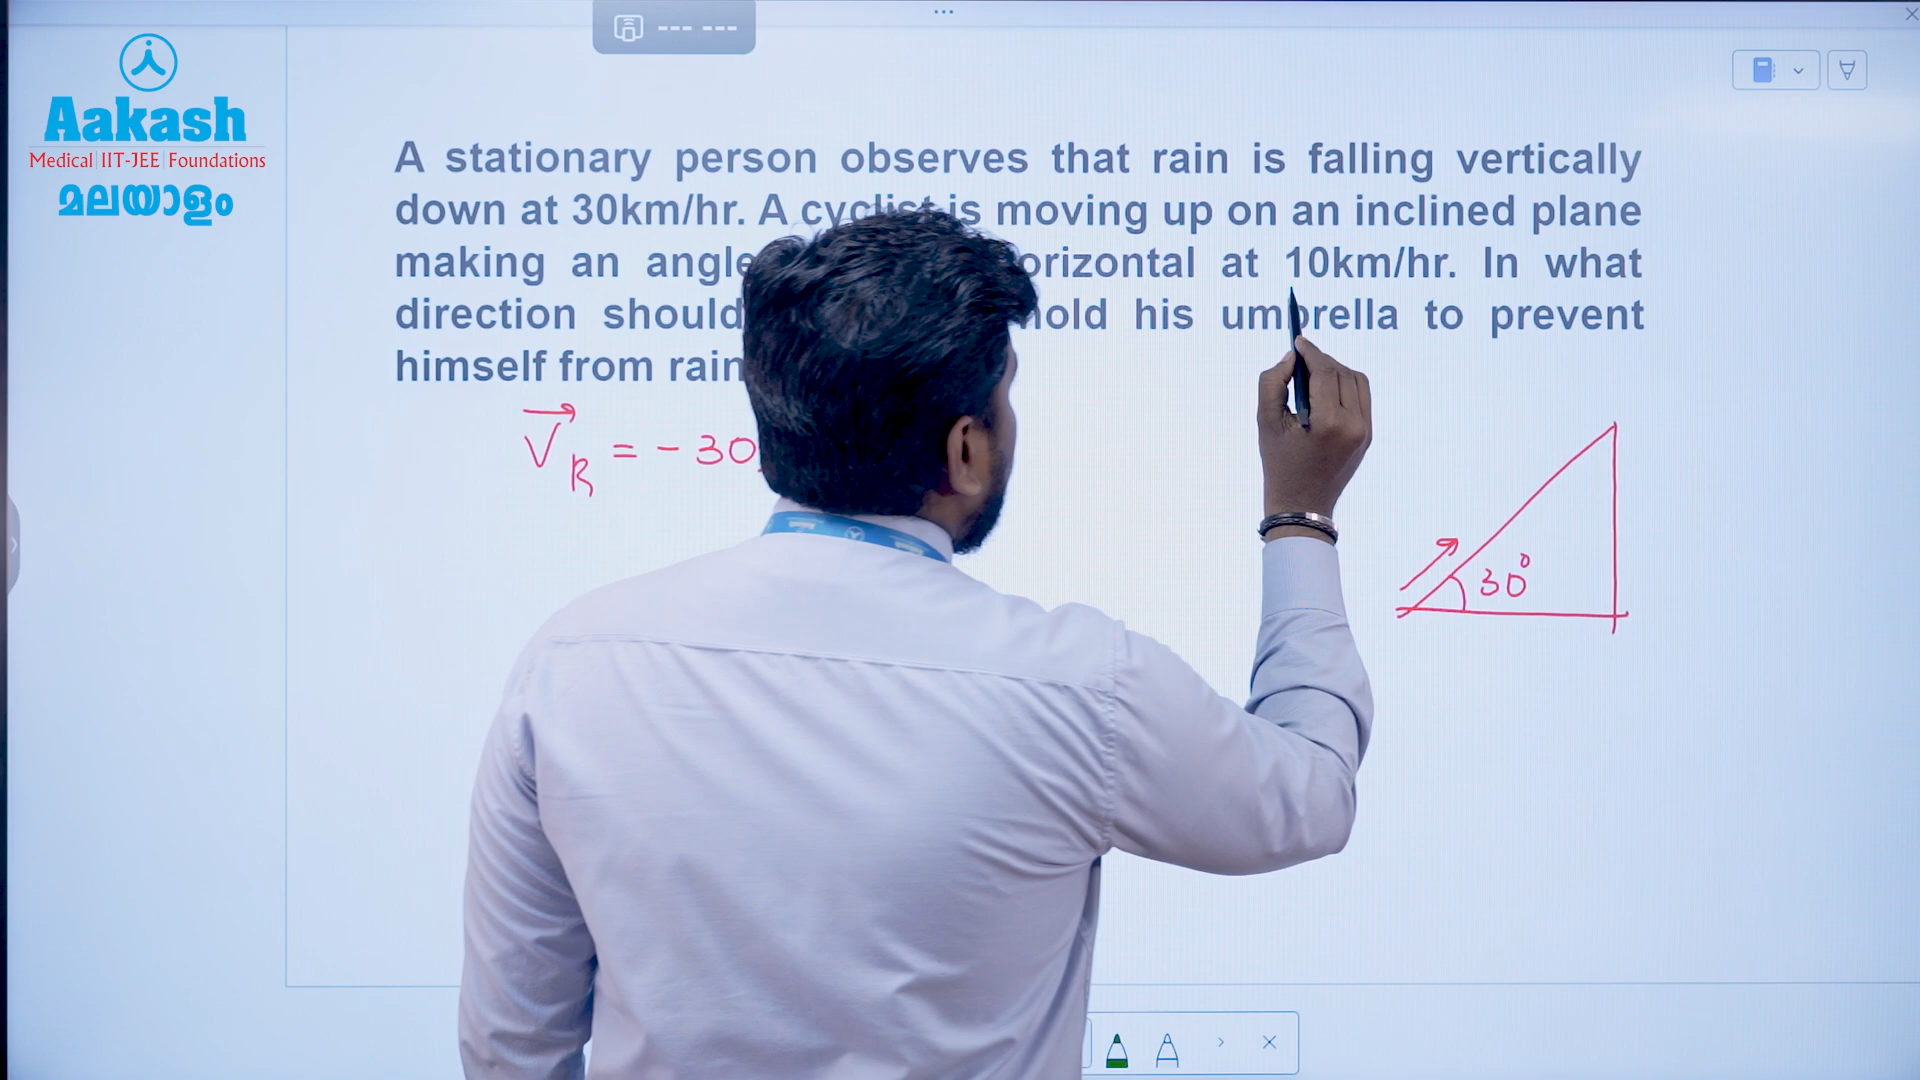 Aakash
Medical | IIT-JEE | Foundations
മലയാളം
A stationary person observes that rain is falling vertically
down at 30km/hr. A cyclist is moving up on an inclined plane
making an angle horizontal at 10km/hr. In what
direction should hold his umbrella to prevent
himself from rain
V R = - 30
30°